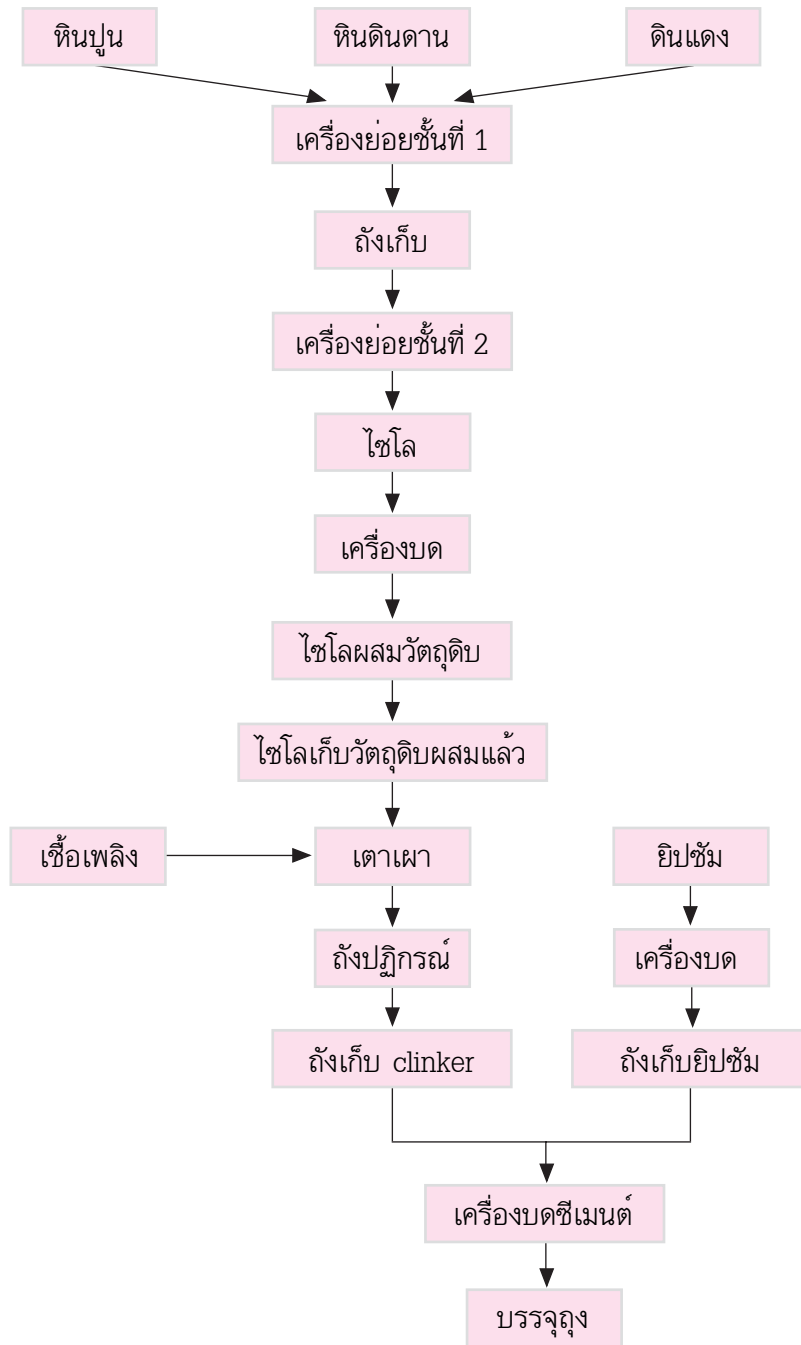 หินปูน
หินดินดาน
ดินแดง
เครื่องย่อยชั้นที่ 1
ถังเก็บ
เครื่องย่อยชั้นที่ 2
ไซโล
เครื่องบด
ไซโลผสมวัตถุดิบ
ไซโลเก็บวัตถุดิบผสมแล้ว
เชื้อเพลิง
เตาเผา
ยิปซัม
ถังปฏิกรณ์
เครื่องบด
ถังเก็บ clinker
ถังเก็บยิปซัม
เครื่องบดซีเมนต์
บรรจุถุง